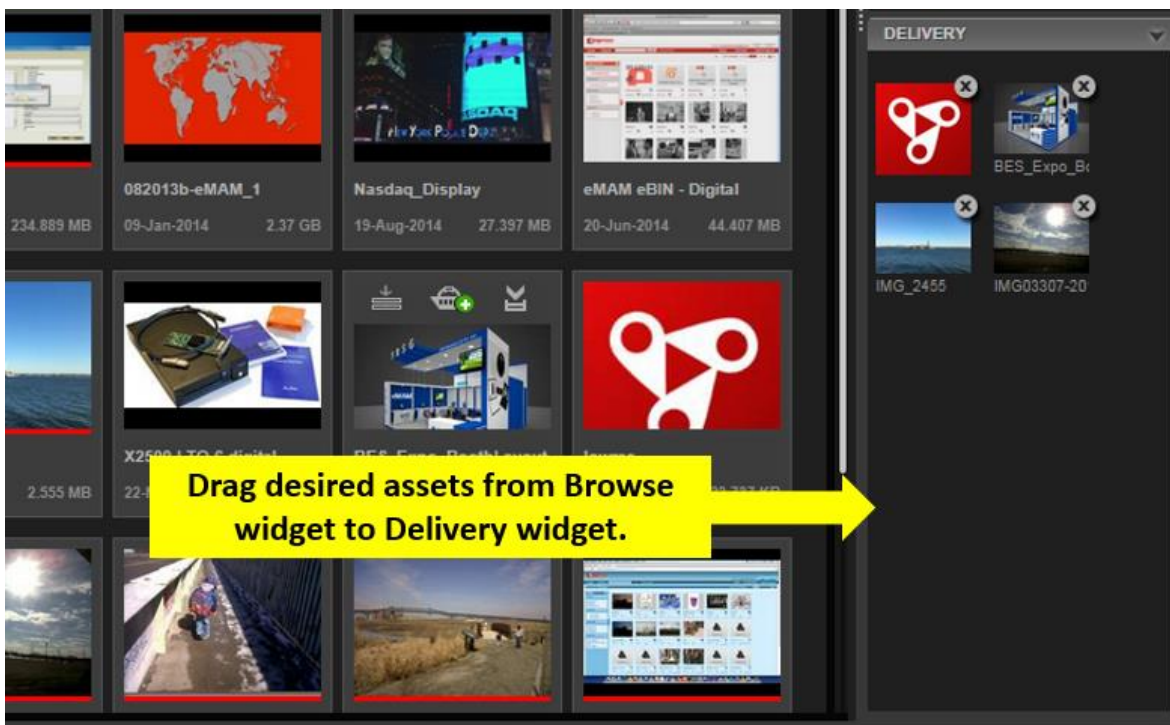 DELIVERY
BES_Expo_Bo
IMG_2455
IMG03307-20
234.889 MB
082013b-eMAM_1
09-Jan-2014
2.37 GB
Nasdaq_Display
19-Aug-2014
27.397 MB
eMAM eBIN - Digital
20-Jun-2014
44.407 MB
2.555 MB
Drag desired assets from Browse
widget to Delivery widget.